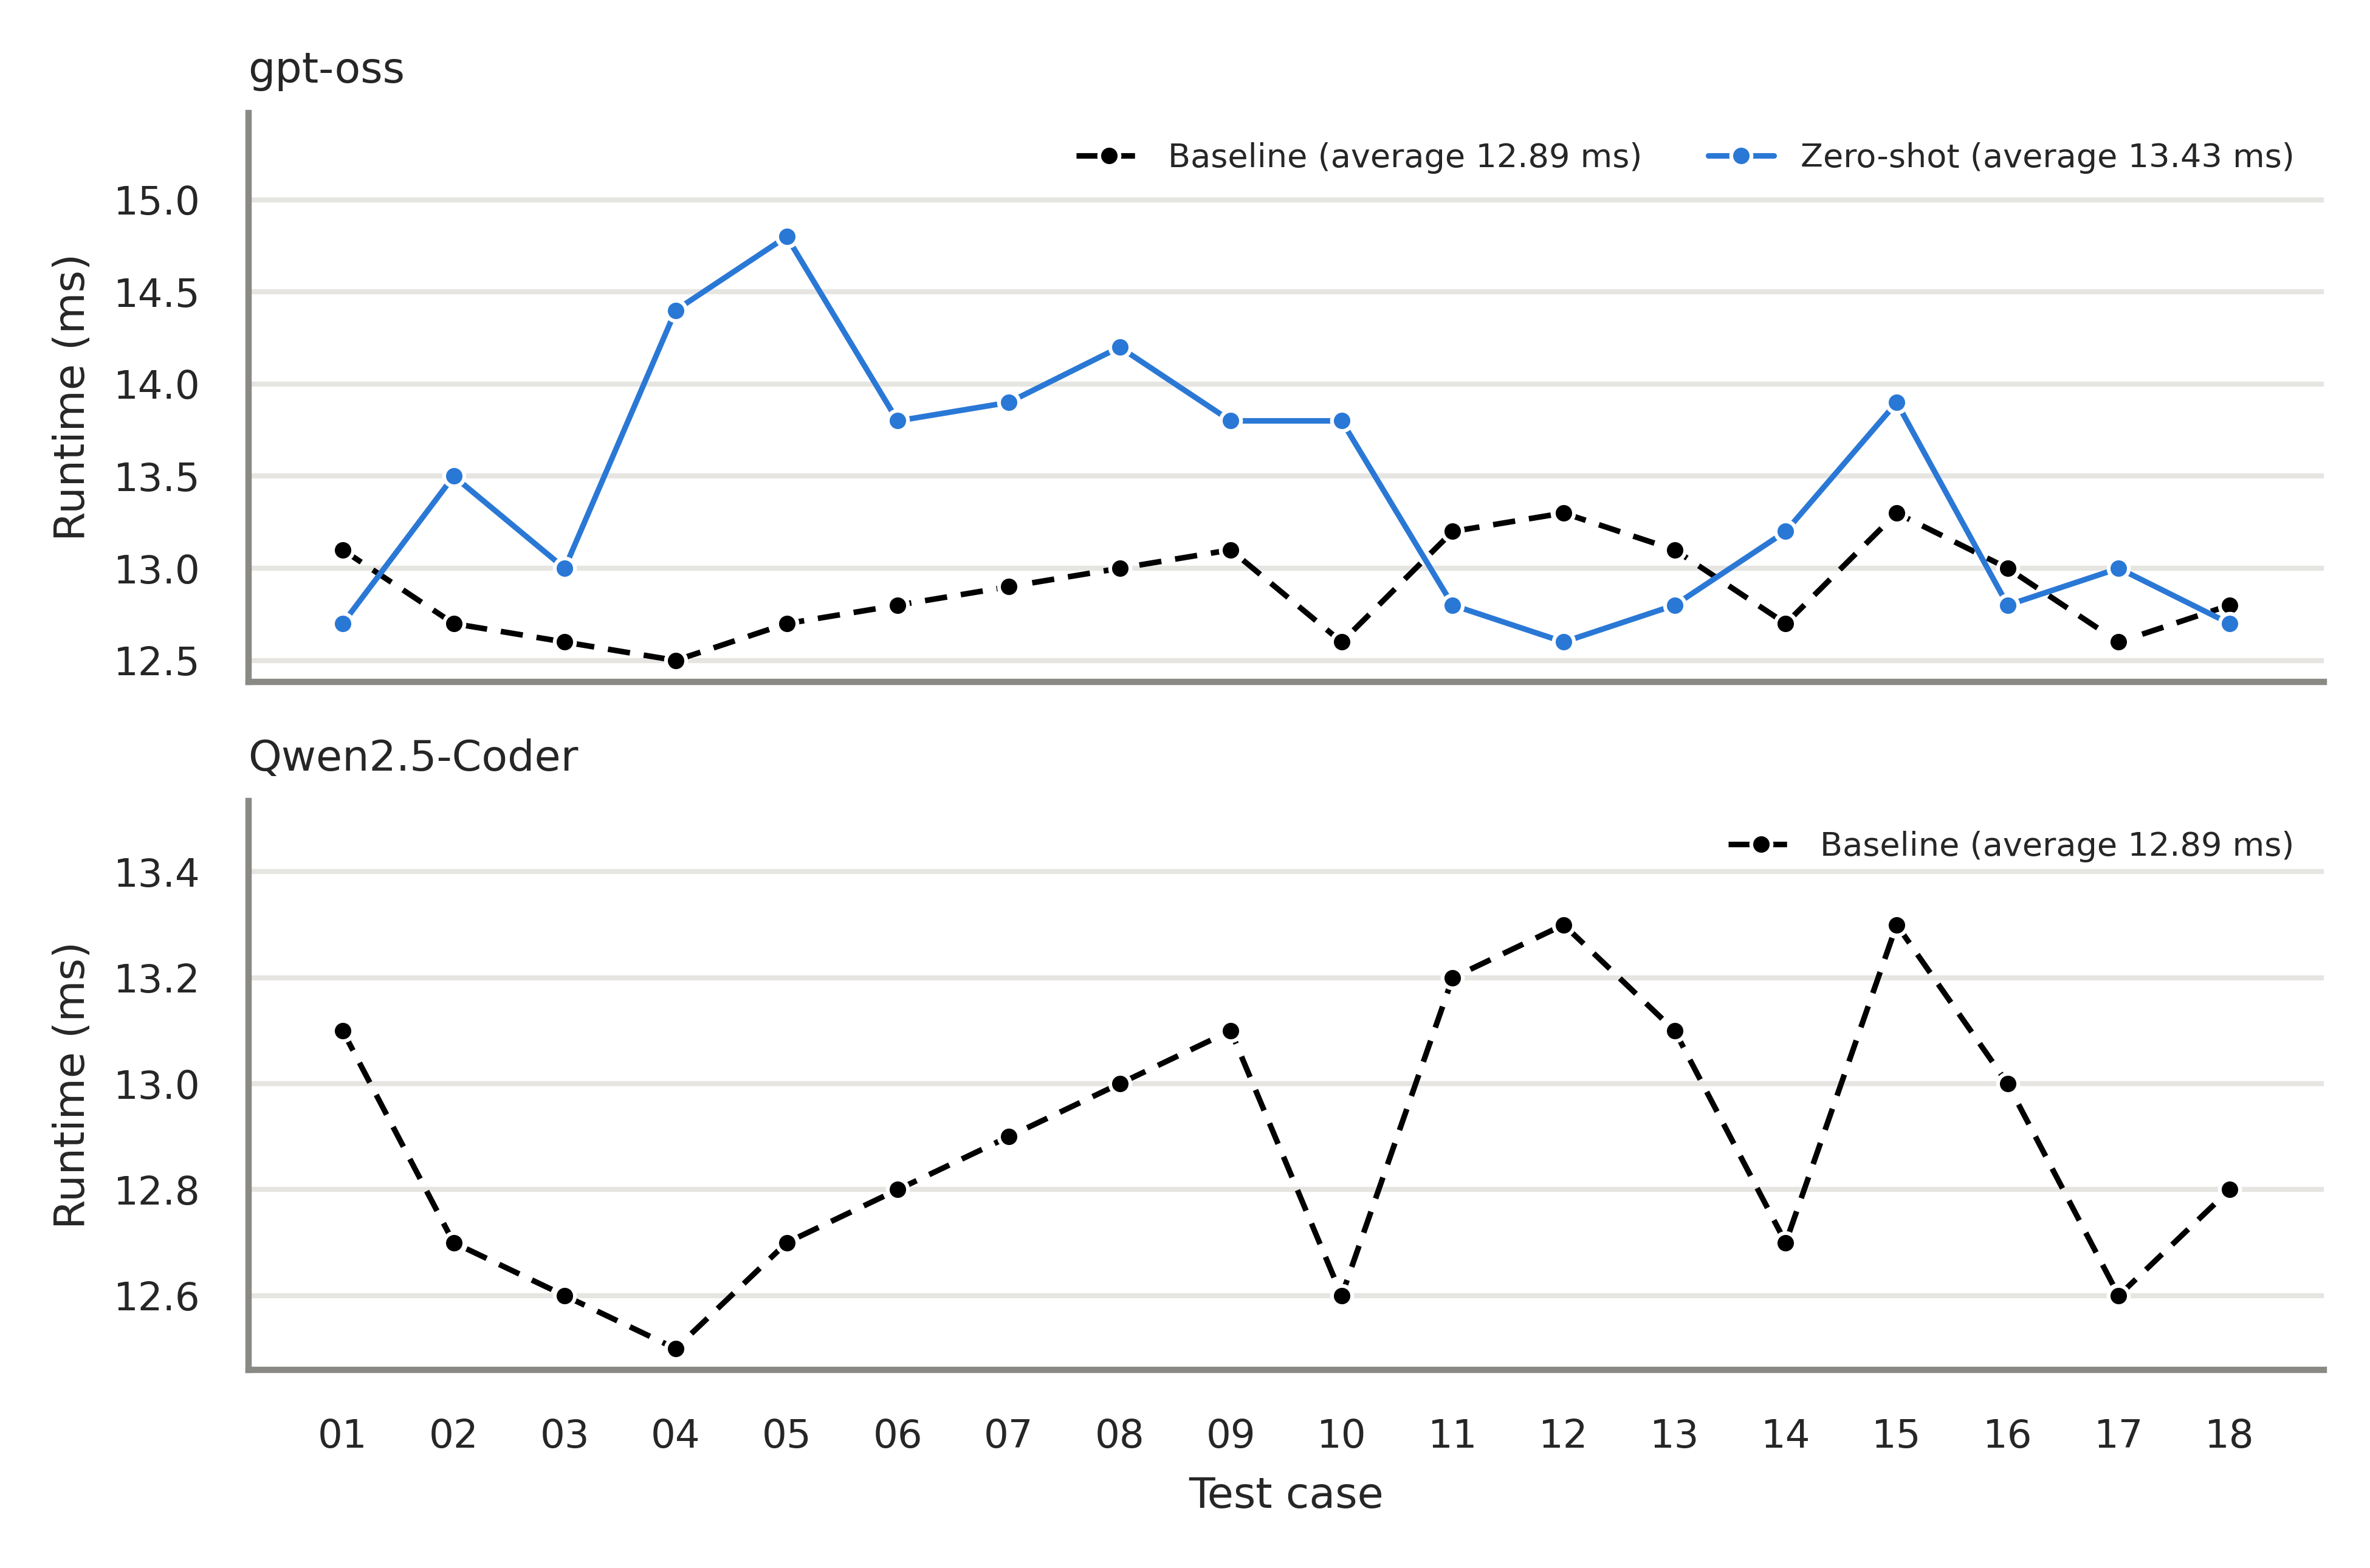 gpt-oss
Baseline (average 12.89 ms) Zero-shot (average 13.43 ms)
Runtime (ms)
15.0
14.5
14.0
13.5
13.0
12.5
Qwen2.5-Coder
Baseline (average 12.89 ms)
Runtime (ms)
13.4
13.2
13.0
12.8
12.6
01 02 03 04 05 06 07 08 09 10 11 12 13 14 15 16 17 18
Test case